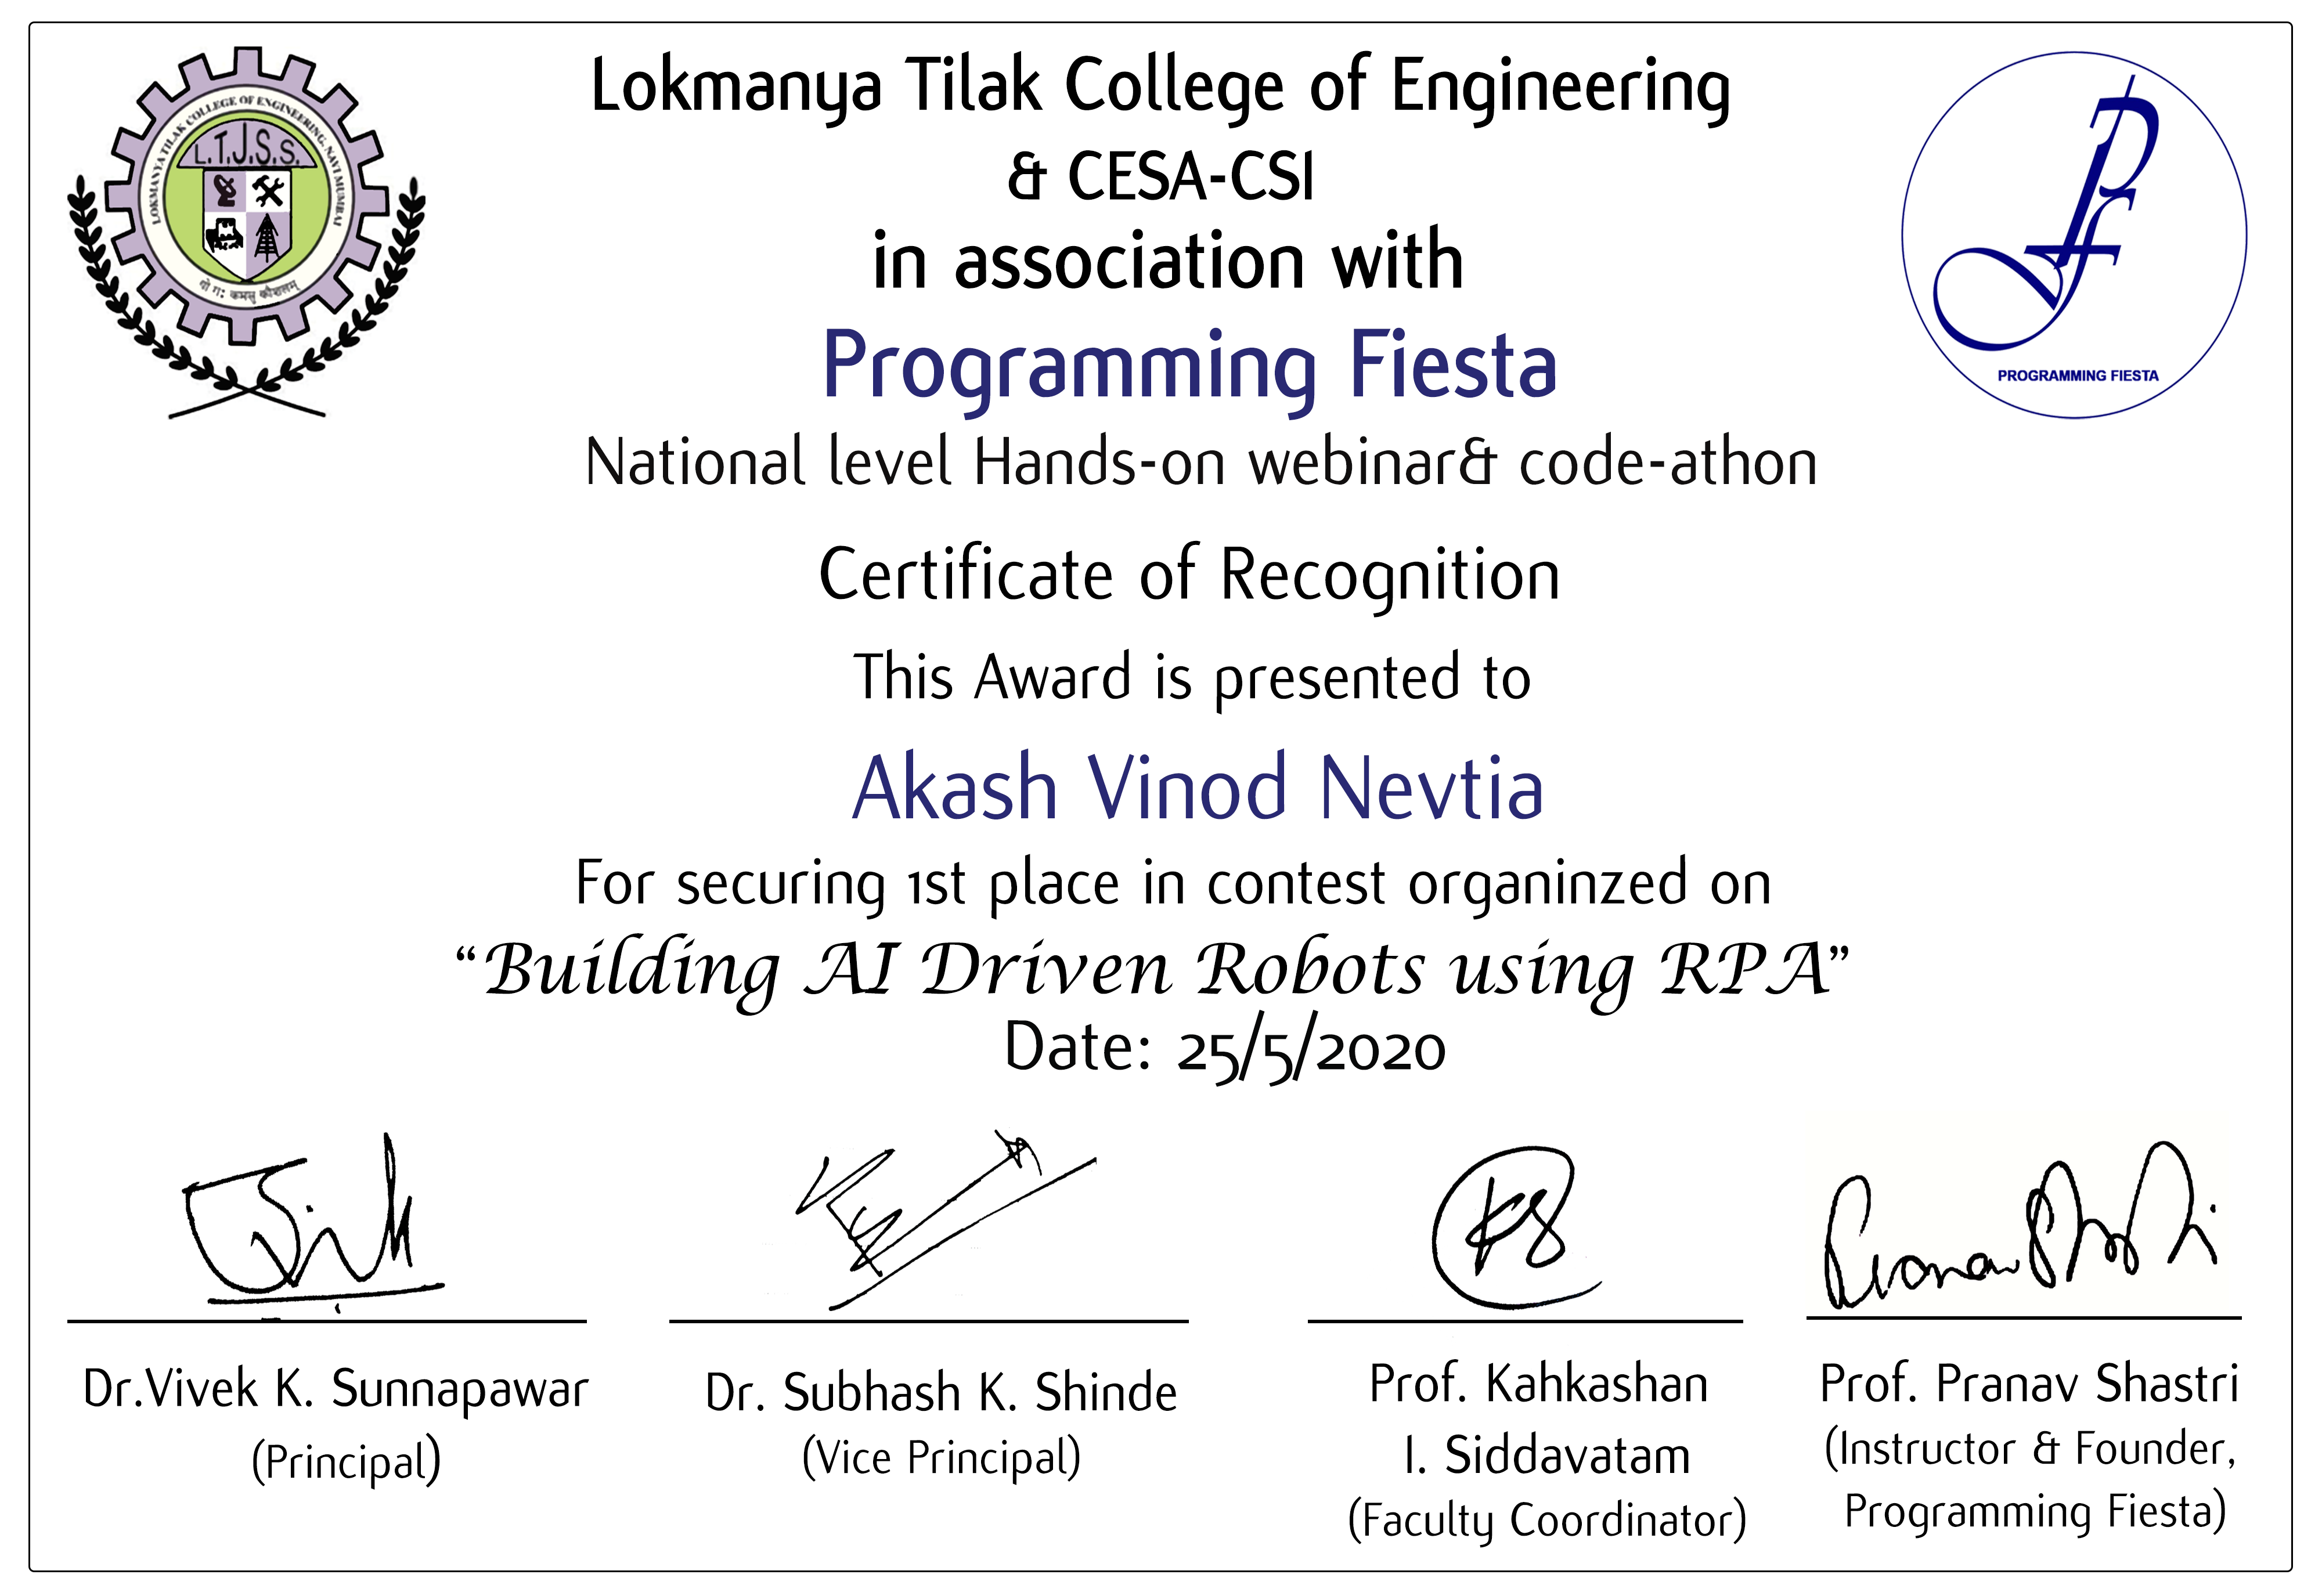 Lokmanya Tilak College of Engineering
& CESA-CSI
in association with
Programming Fiesta
National level Hands-on webinar& code-athon
Certificate of Recognition
This Award is presented to
Akash Vinod Nevtia
For securing 1st place in contest organinzed on
“Building AI Driven Robots using RPA”
Date: 25/5/2020
LOKMANYA TILAK COLLEGE OF ENGINEERING, NAVI MUMBAI
L.T.J.S.S.
PROGRAMMING FIESTA
Dr.Vivek K. Sunnapawar
(Principal)
Dr. Subhash K. Shinde
(Vice Principal)
Prof. Kahkashan
I. Siddavatam
(Faculty Coordinator)
Prof. Pranav Shastri
(Instructor & Founder,
Programming Fiesta)